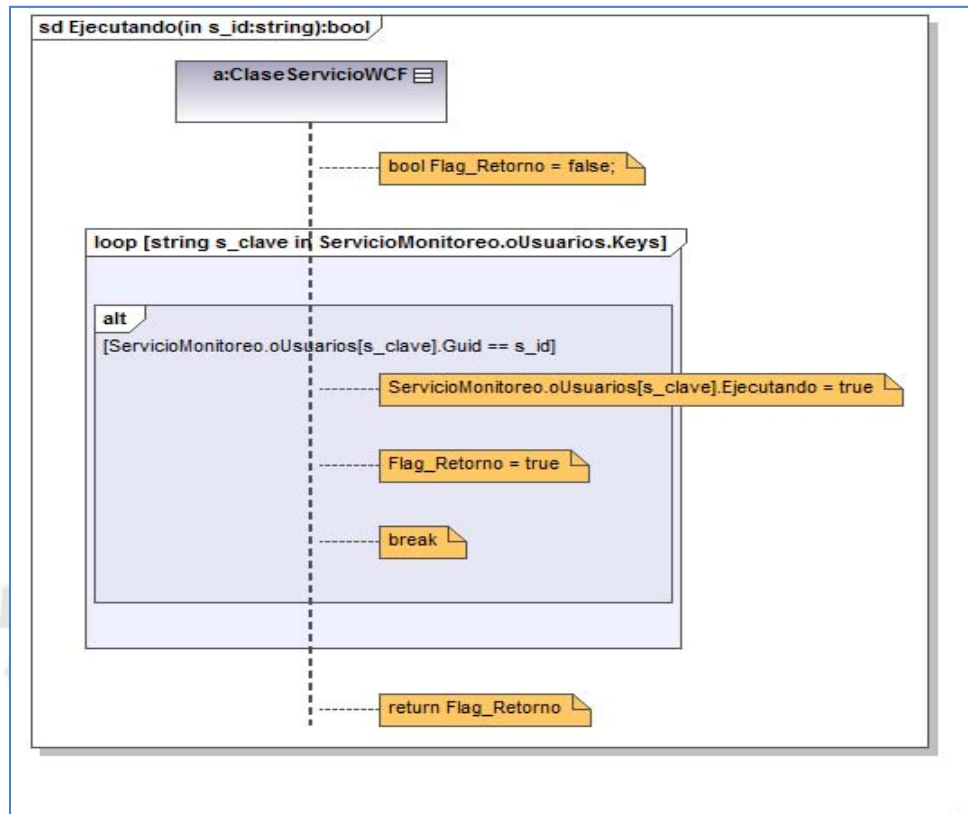 sd Ejecutando(in s_id:string):bool
a:ClaseServicioWCF
bool Flag_Retorno = false;
loop [string s_clave in ServicioMonitoreo.oUsuarios.Keys]
alt
[ServicioMonitoreo.oUsuarios[s_clave].Guid == s_id]
ServicioMonitoreo.oUsuarios[s_clave].Ejecutando = true
Flag_Retorno = true
break
return Flag_Retorno